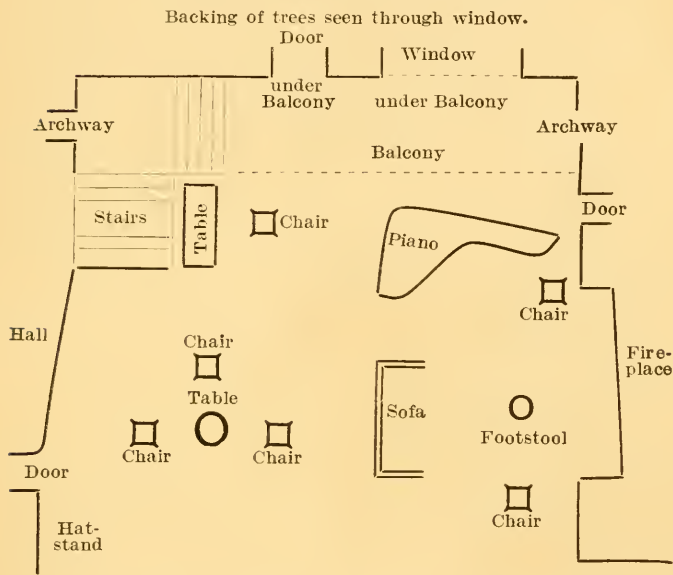 Backing of trees seen through window.
Door
Window
under
Balcony
under Balcony
Archway
Archway
Balcony
Stairs
Table
Chair
Piano
Door
Chair
Hall
Chair
Fire-
place
Table
Sofa
Chair
Chair
Footstool
Door
Hat-
stand
Chair